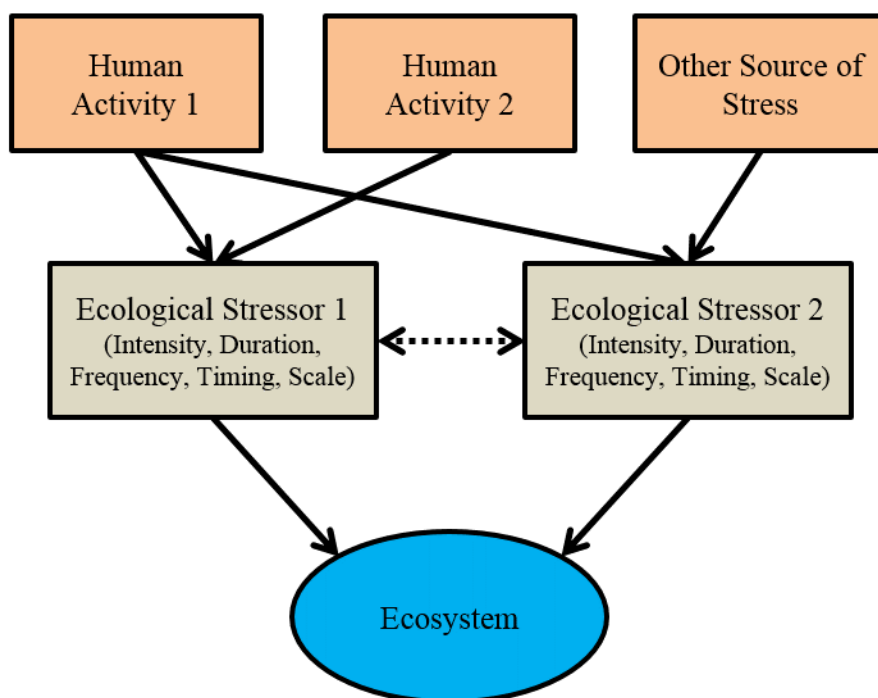 Human
Activity 1
Human
Activity 2
Other Source of
Stress
Ecological Stressor 1
(Intensity, Duration,
Frequency, Timing, Scale)
Ecological Stressor 2
(Intensity, Duration,
Frequency, Timing, Scale)
Ecosystem